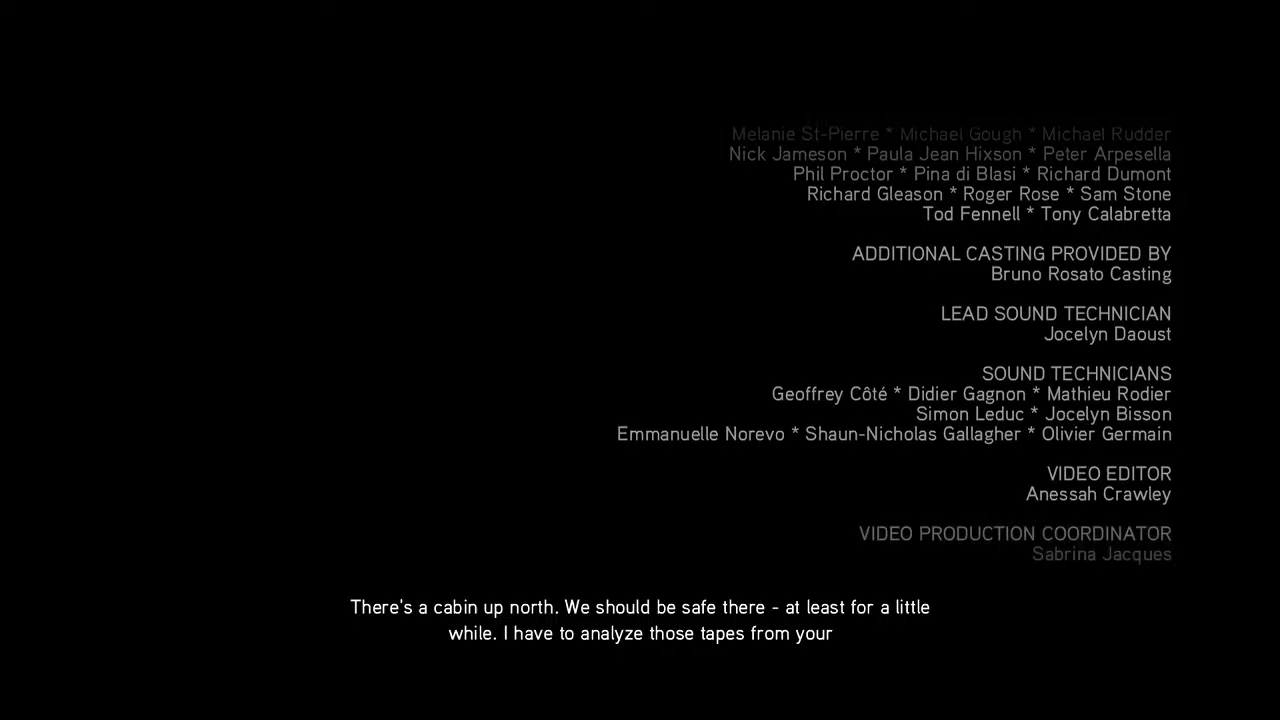 Melanie St-Pierre * Michael Gough * Michael Rudder
Nick Jameson * Paula Jean Hixson * Peter Arpesella
Phil Proctor * Pina di Blasi * Richard Dumont
Richard Gleason * Roger Rose * Sam Stone
Tod Fennell * Tony Calabretta
ADDITIONAL CASTING PROVIDED BY
Bruno Rosato Casting
LEAD SOUND TECHNICIAN
Jocelyn Daoust
SOUND TECHNICIANS
Geoffrey Côté * Didier Gagnon * Mathieu Rodier
Simon Leduc * Jocelyn Bisson
Emmanuelle Norevo * Shaun-Nicholas Gallagher * Olivier Germain
VIDEO EDITOR
Anessah Crawley
VIDEO PRODUCTION COORDINATOR
Sabrina Jacques
There's a cabin up north. We should be safe there - at least for a little
while. I have to analyze those tapes from your